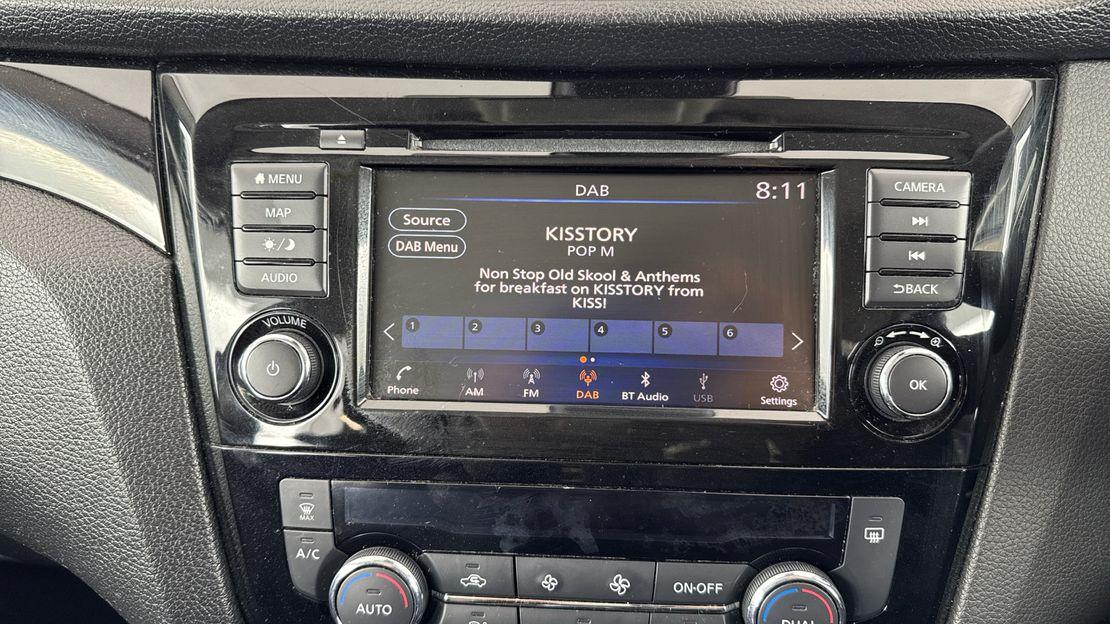 MENU
MAP
AUDIO
VOLUME
DAB
8:11
Source
DAB Menu
KISSTORY
POP M
Non Stop Old Skool & Anthems
for breakfast on KISSTORY from
KISS!
1 2 3 4 5 6
Phone AM FM DAB BT Audio USB Settings
CAMERA
BACK
OK
MAX
A/C
AUTO
ON·OFF
DUAL